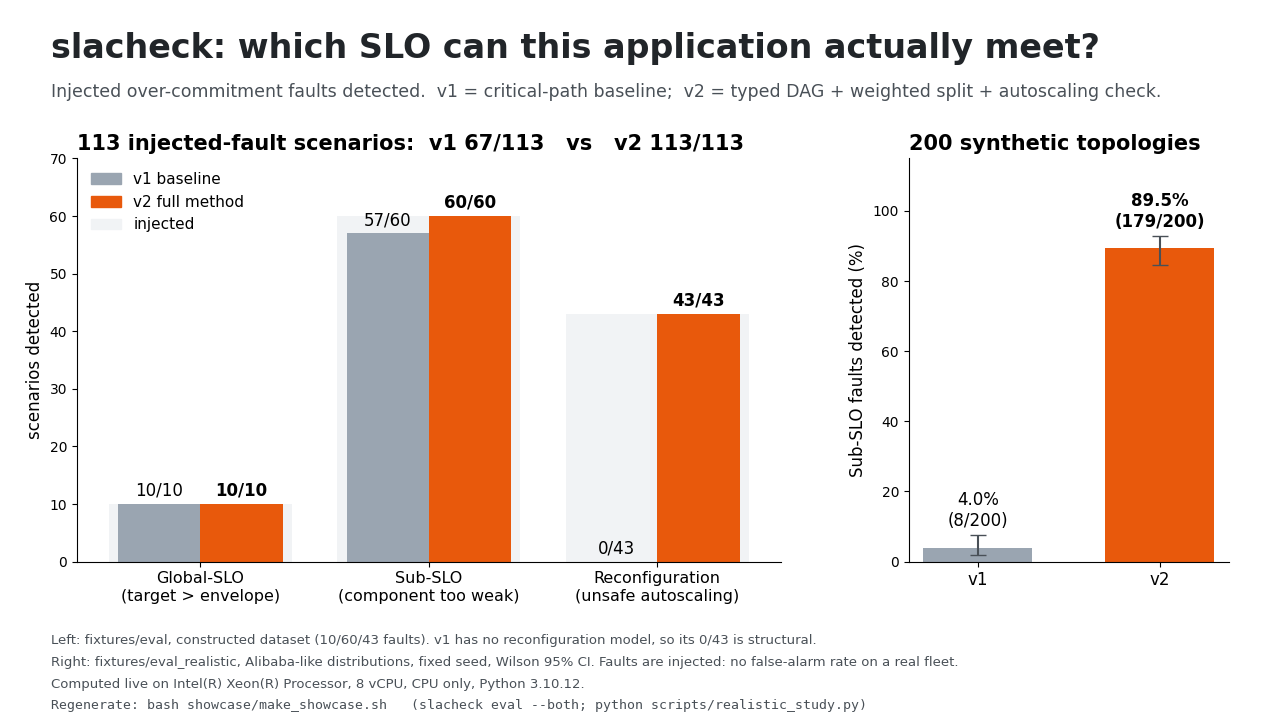 slacheck: which SLO can this application actually meet?
Injected over-commitment faults detected.  v1 = critical-path baseline;  v2 = typed DAG + weighted split + autoscaling check.
113 injected-fault scenarios:  v1 67/113   vs   v2 113/113
scenarios detected
70
60
50
40
30
20
10
0
v1 baseline
v2 full method
injected
10/10
10/10
57/60
60/60
0/43
43/43
Global-SLO
(target > envelope)
Sub-SLO
(component too weak)
Reconfiguration
(unsafe autoscaling)
200 synthetic topologies
Sub-SLO faults detected (%)
100
80
60
40
20
0
4.0%
(8/200)
89.5%
(179/200)
v1
v2
Left: fixtures/eval, constructed dataset (10/60/43 faults). v1 has no reconfiguration model, so its 0/43 is structural.
Right: fixtures/eval_realistic, Alibaba-like distributions, fixed seed, Wilson 95% CI. Faults are injected: no false-alarm rate on a real fleet.
Computed live on Intel(R) Xeon(R) Processor, 8 vCPU, CPU only, Python 3.10.12.
Regenerate: bash showcase/make_showcase.sh   (slacheck eval --both; python scripts/realistic_study.py)